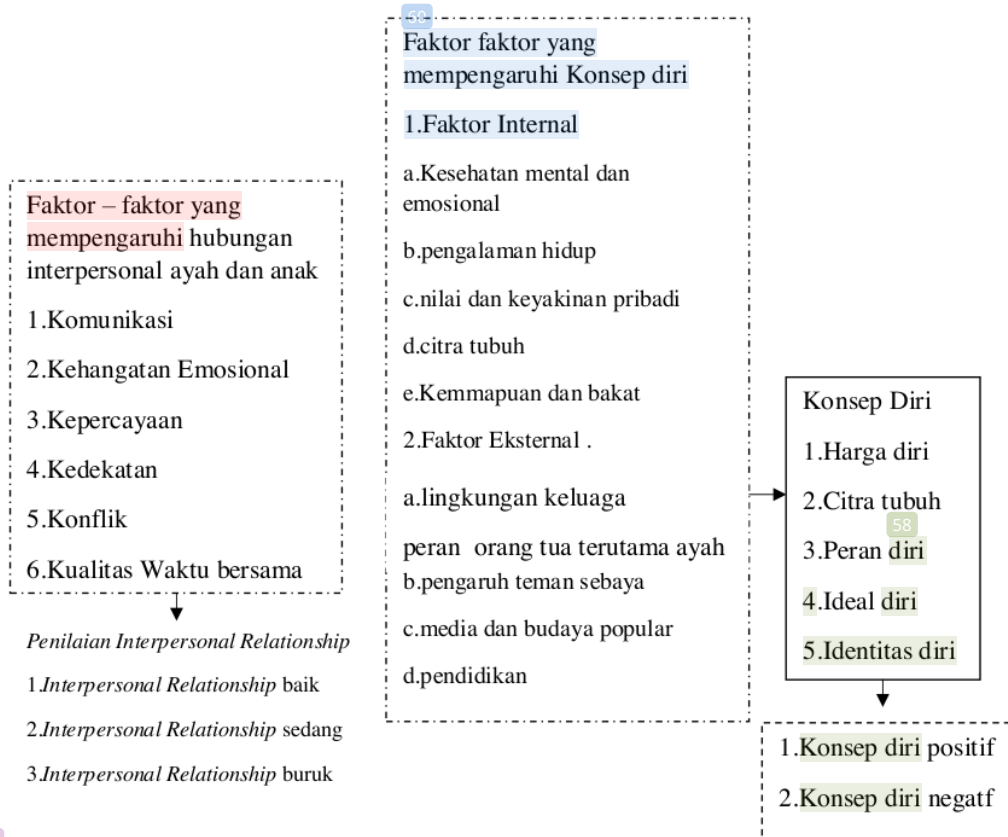 Faktor – faktor yang
mempengaruhi hubungan
interpersonal ayah dan anak
1.Komunikasi
2.Kehangatan Emosional
3.Kepercayaan
4.Kedekatan
5.Konflik
6.Kualitas Waktu bersama
Penilaian Interpersonal Relationship
1.Interpersonal Relationship baik
2.Interpersonal Relationship sedang
3.Interpersonal Relationship buruk
68
Faktor faktor yang
mempengaruhi Konsep diri
1.Faktor Internal
a.Kesehatan mental dan
emosional
b.pengalaman hidup
c.nilai dan keyakinan pribadi
d.citra tubuh
e.Kemmapuan dan bakat
2.Faktor Eksternal .
a.lingkungan keluaga
peran orang tua terutama ayah
b.pengaruh teman sebaya
c.media dan budaya popular
d.pendidikan
Konsep Diri
1.Harga diri
2.Citra tubuh
58
3.Peran diri
4.Ideal diri
5.Identitas diri
1.Konsep diri positif
2.Konsep diri negatf